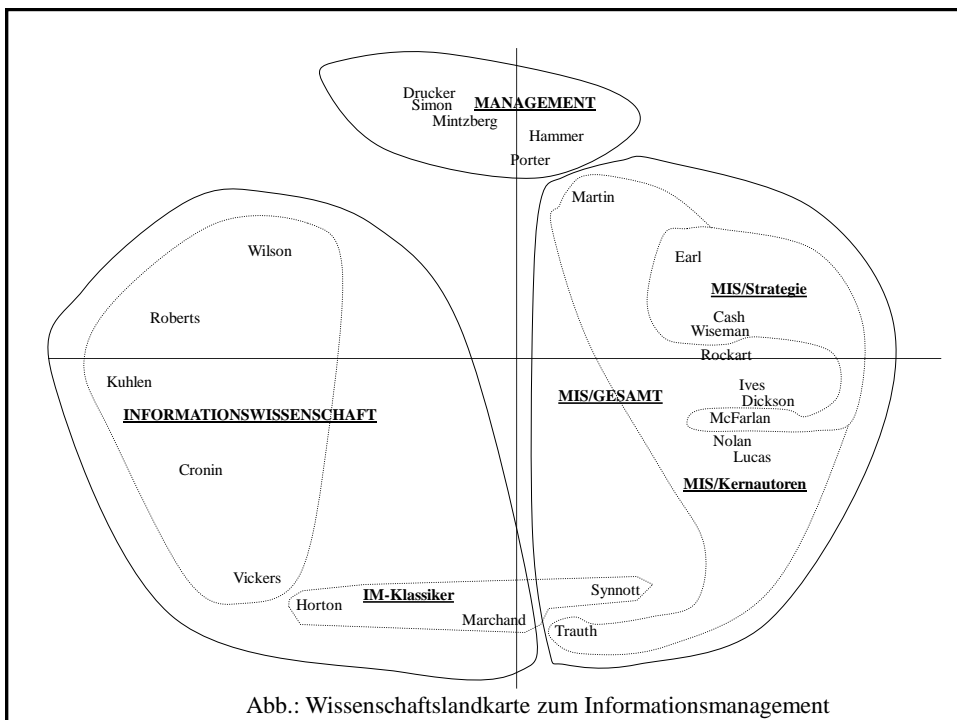 Drucker
Simon
MANAGEMENT
Mintzberg
Hammer
Porter
Martin
Wilson
Earl
MIS/Strategie
Roberts
Cash
Wiseman
Rockart
Kuhlen
Ives
MIS/GESAMT
Dickson
INFORMATIONSWISSENSCHAFT
McFarlan
Nolan
Lucas
Cronin
MIS/Kernautoren
Vickers
Synnott
IM-Klassiker
Horton
Marchand
Trauth
Abb.: Wissenschaftslandkarte zum Informationsmanagement